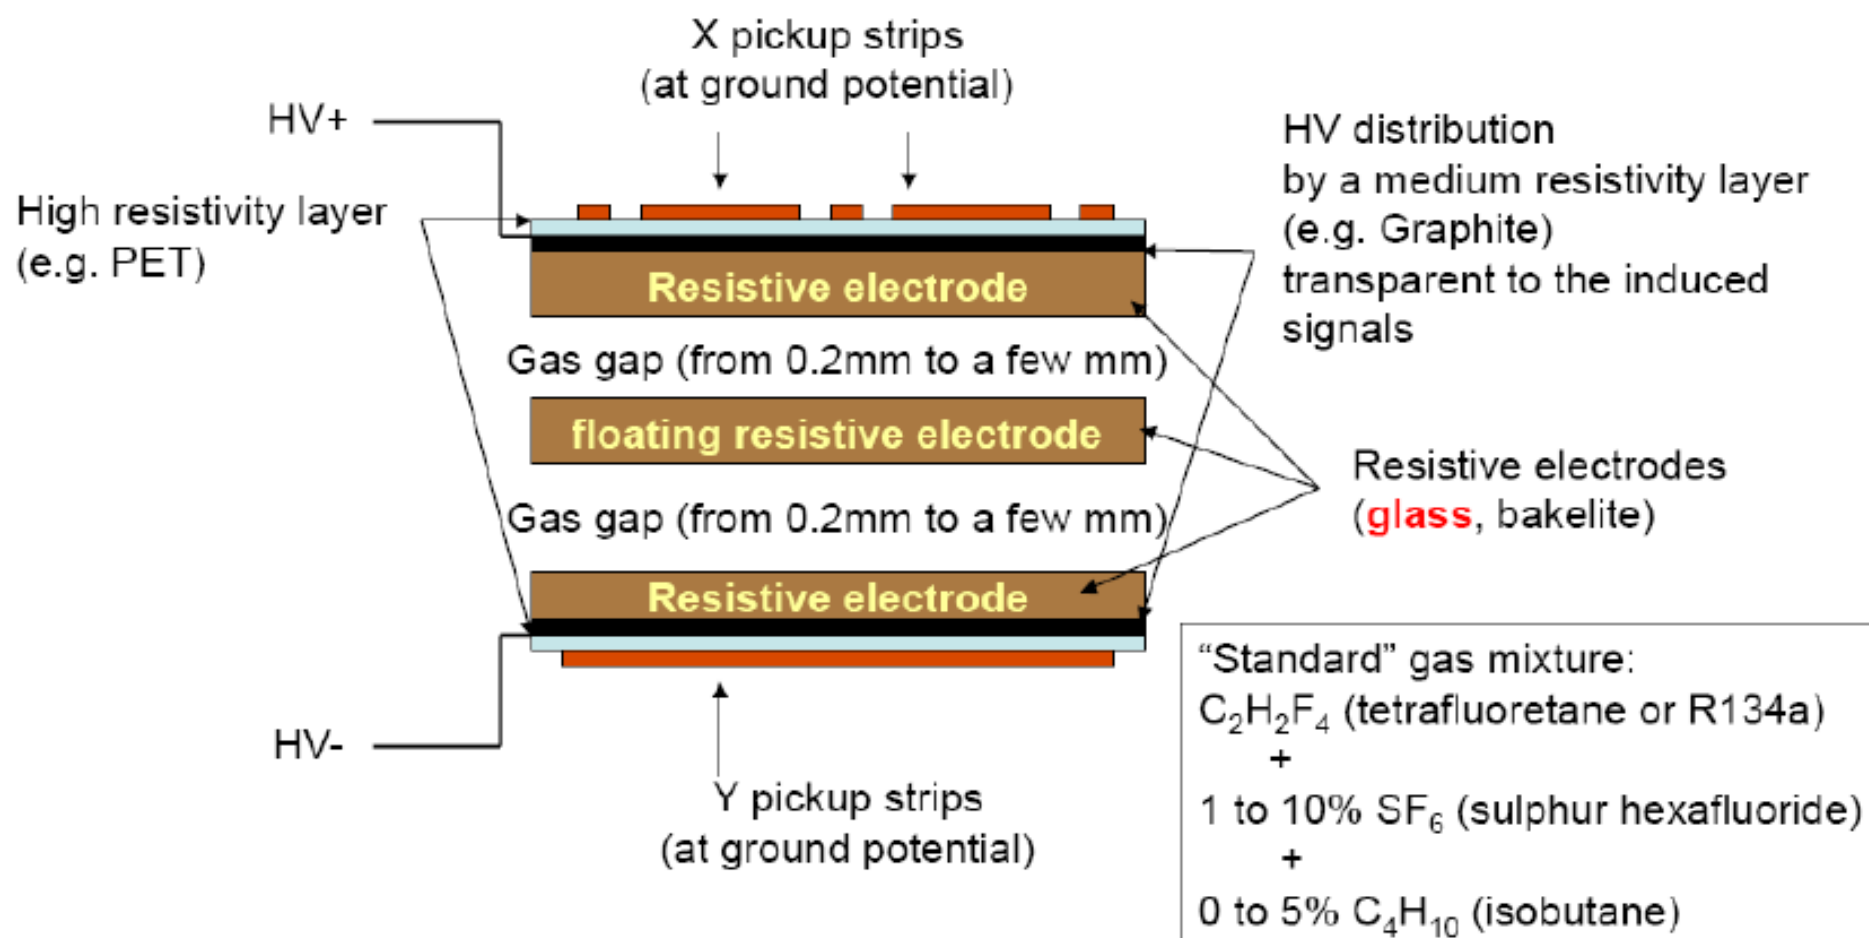 X pickup strips
(at ground potential)
HV+
High resistivity layer
(e.g. PET)
HV distribution
by a medium resistivity layer
(e.g. Graphite)
transparent to the induced
signals
Resistive electrode
Gas gap (from 0.2mm to a few mm)
floating resistive electrode
Gas gap (from 0.2mm to a few mm)
Resistive electrodes
(glass, bakelite)
Resistive electrode
HV-
Y pickup strips
(at ground potential)
“Standard” gas mixture:
C₂H₂F₄ (tetrafluoretane or R134a)
+
1 to 10% SF₆ (sulphur hexafluoride)
+
0 to 5% C₄H₁₀ (isobutane)